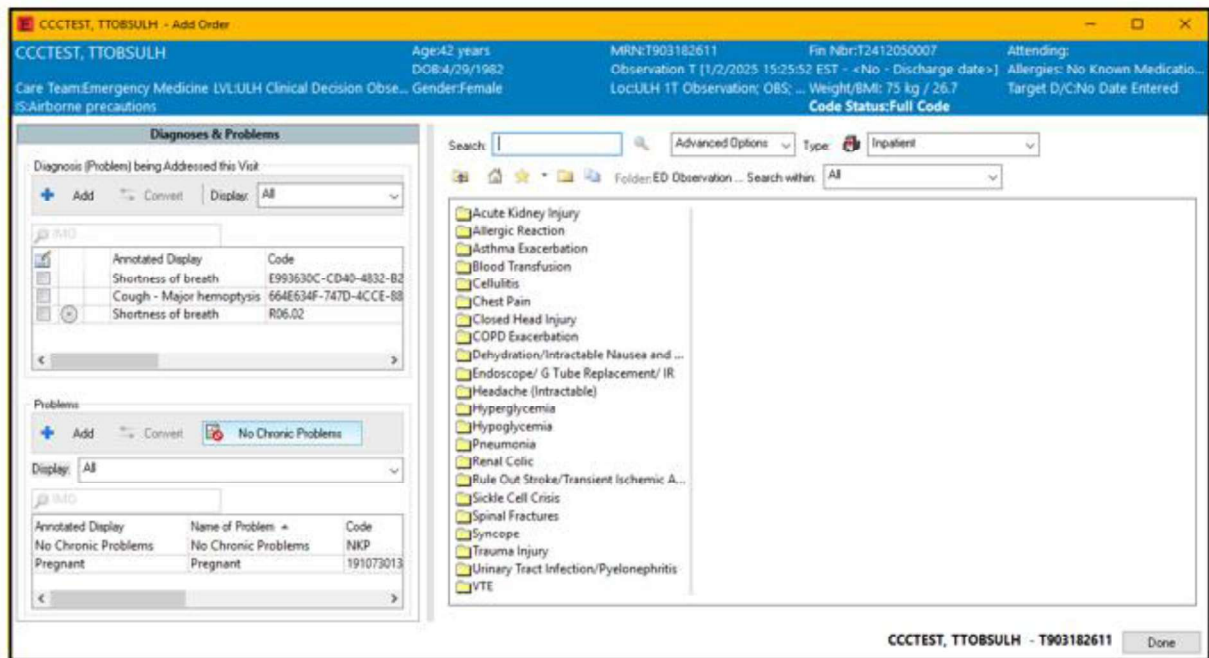 CCCTEST, TTOBSULH - Add Order
CCCTEST, TTOBSULH
Age:42 years
MRN:T903182611
Fin Nbr:T2412050007
Attending:
DOB:4/29/1982
Observation T [1/2/2025 15:25:52 EST - <No - Discharge date>]
Allergies: No Known Medicatio...
Care Team:Emergency Medicine LVL:ULH Clinical Decision Obse...
Gender:Female
Loc:ULH 1T Observation; OBS; ...
Weight/BMI: 75 kg / 26.7
Target D/C:No Date Entered
IS:Airborne precautions
Code Status:Full Code
Diagnoses & Problems
Diagnosis (Problem) being Addressed this Visit
Add Convert Display: All
IMO
Annotated Display Code
Shortness of breath E993630C-CD40-4832-B2
Cough - Major hemoptysis 664E634F-747D-4CCE-88
Shortness of breath R06.02
Problems
Add Convert No Chronic Problems
Display: All
IMO
Annotated Display Name of Problem Code
No Chronic Problems No Chronic Problems NKP
Pregnant Pregnant 191073013
Search: Advanced Options Type: Inpatient
Folder: ED Observation ... Search within: All
Acute Kidney Injury
Allergic Reaction
Asthma Exacerbation
Blood Transfusion
Cellulitis
Chest Pain
Closed Head Injury
COPD Exacerbation
Dehydration/Intractable Nausea and ...
Endoscope/ G Tube Replacement/ IR
Headache (Intractable)
Hyperglycemia
Hypoglycemia
Pneumonia
Renal Colic
Rule Out Stroke/Transient Ischemic A...
Sickle Cell Crisis
Spinal Fractures
Syncope
Trauma Injury
Urinary Tract Infection/Pyelonephritis
VTE
CCCTEST, TTOBSULH - T903182611 Done